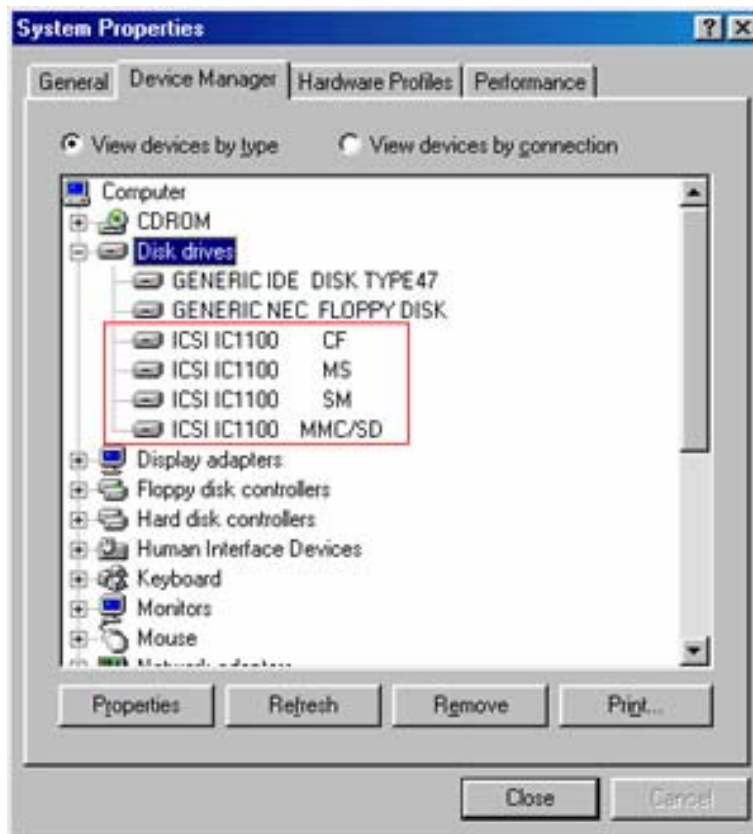 System Properties
General Device Manager Hardware Profiles Performance
View devices by type View devices by connection
Computer
CDROM
Disk drives
GENERIC IDE DISK TYPE47
GENERIC NEC FLOPPY DISK
ICSI IC1100 CF
ICSI IC1100 MS
ICSI IC1100 SM
ICSI IC1100 MMC/SD
Display adapters
Floppy disk controllers
Hard disk controllers
Human Interface Devices
Keyboard
Monitors
Mouse
Network adapters
Properties Refresh Remove Print...
Close Cancel